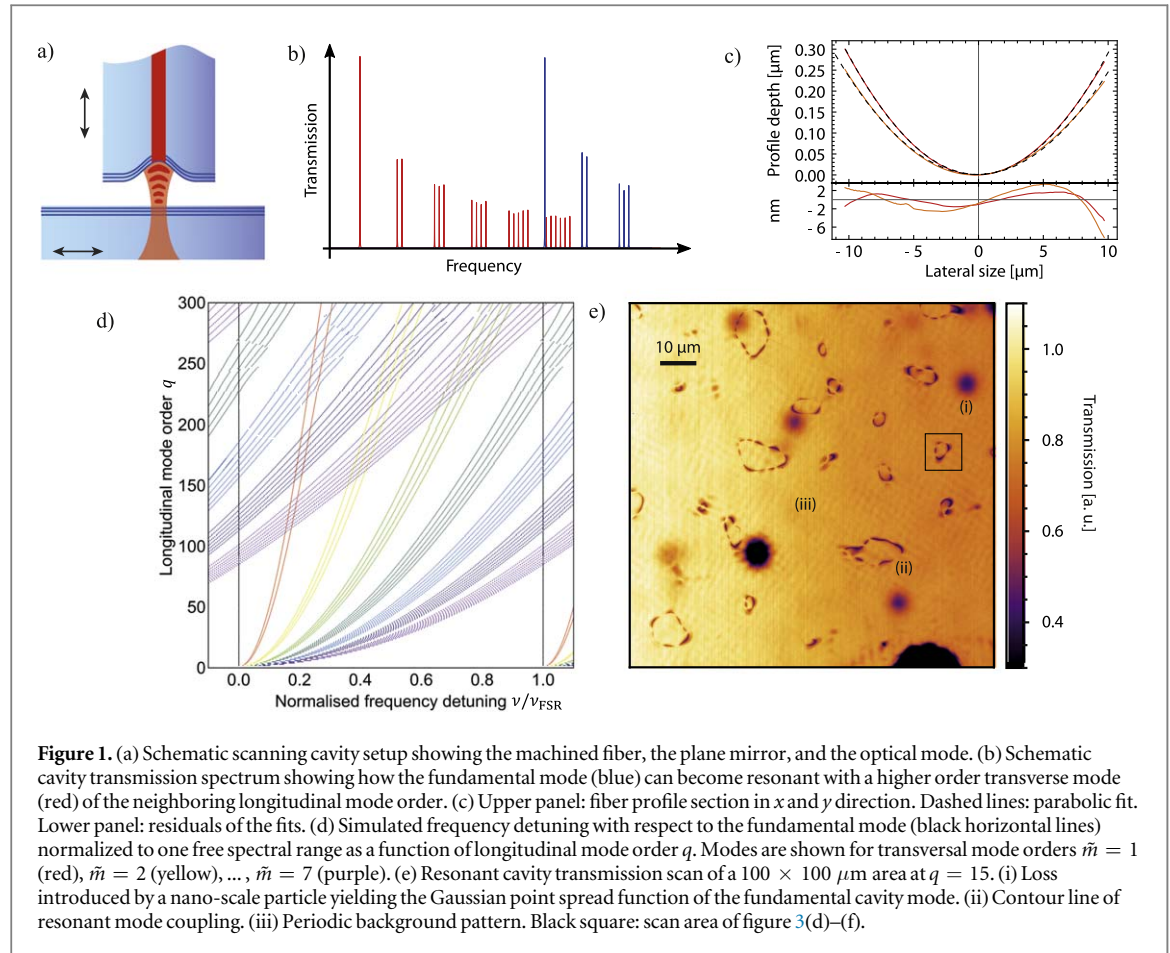 a)
b)
Transmission
Frequency
c)
Profile depth [µm]
0.30
0.25
0.20
0.15
0.10
0.05
0.00
nm
2
- 2
- 6
- 10
- 5
0
5
10
Lateral size [µm]
d)
Longitudinal mode order q
300
250
200
150
100
50
0
0.0
0.2
0.4
0.6
0.8
1.0
Normalised frequency detuning ν/νFSR
e)
10 µm
(i)
(iii)
(ii)
1.0
0.8
0.6
0.4
Transmission [a. u.]
Figure 1. (a) Schematic scanning cavity setup showing the machined fiber, the plane mirror, and the optical mode. (b) Schematic
cavity transmission spectrum showing how the fundamental mode (blue) can become resonant with a higher order transverse mode
(red) of the neighboring longitudinal mode order. (c) Upper panel: fiber profile section in x and y direction. Dashed lines: parabolic fit.
Lower panel: residuals of the fits. (d) Simulated frequency detuning with respect to the fundamental mode (black horizontal lines)
normalized to one free spectral range as a function of longitudinal mode order q. Modes are shown for transversal mode orders m̃ = 1
(red), m̃ = 2 (yellow), ... , m̃ = 7 (purple). (e) Resonant cavity transmission scan of a 100 × 100 μm area at q = 15. (i) Loss
introduced by a nano-scale particle yielding the Gaussian point spread function of the fundamental cavity mode. (ii) Contour line of
resonant mode coupling. (iii) Periodic background pattern. Black square: scan area of figure 3(d)–(f).